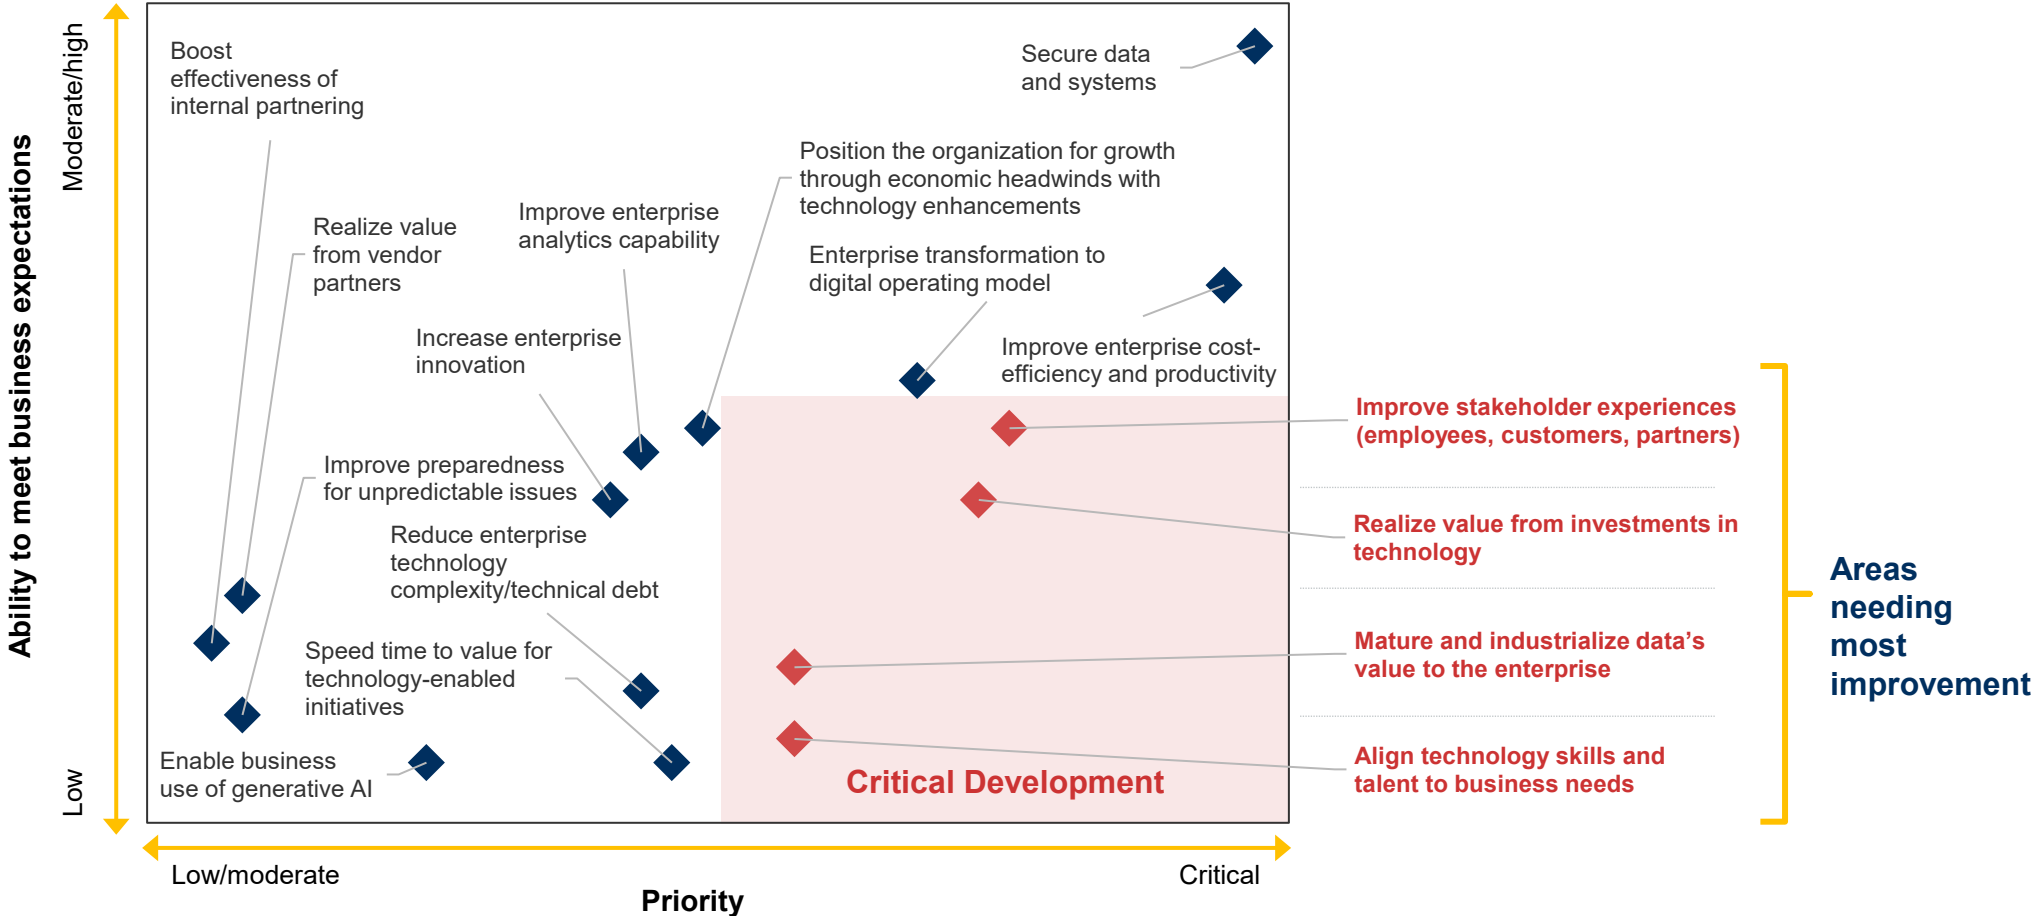 Moderate/high
Ability to meet business expectations
Low
Boost
effectiveness of
internal partnering
Secure data
and systems
Position the organization for growth
through economic headwinds with
technology enhancements
Realize value
from vendor
partners
Improve enterprise
analytics capability
Enterprise transformation to
digital operating model
Increase enterprise
innovation
Improve enterprise cost-
efficiency and productivity
Improve preparedness
for unpredictable issues
Reduce enterprise
technology
complexity/technical debt
Speed time to value for
technology-enabled
initiatives
Enable business
use of generative AI
Critical Development
Improve stakeholder experiences
(employees, customers, partners)
Realize value from investments in
technology
Mature and industrialize data’s
value to the enterprise
Align technology skills and
talent to business needs
Areas
needing
most
improvement
Low/moderate
Critical
Priority